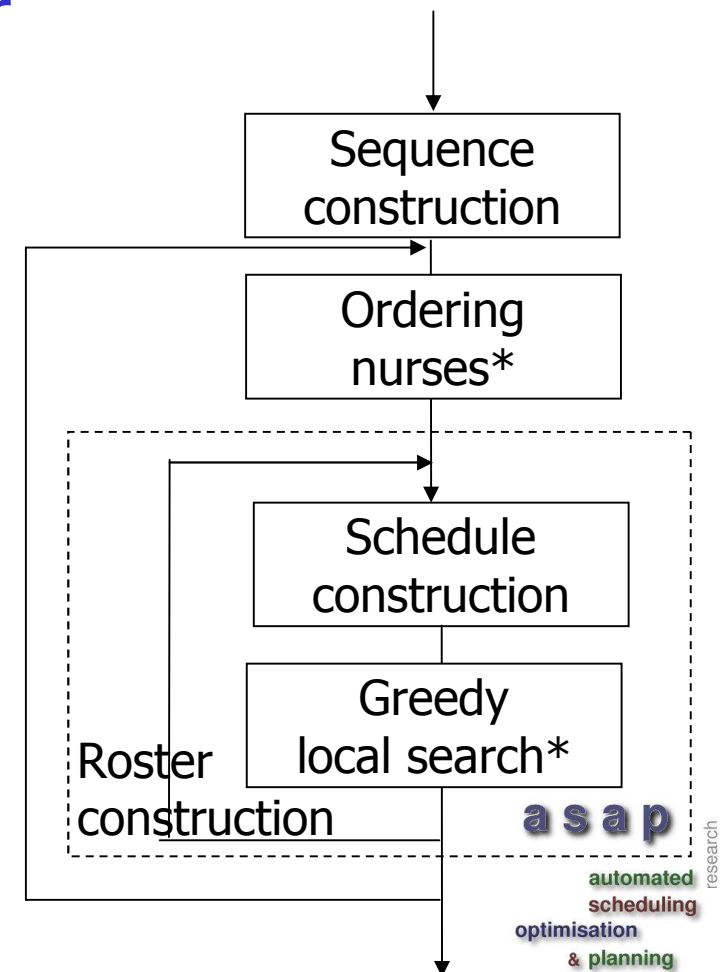 Sequence
construction
Ordering
nurses*
Schedule
construction
Greedy
local search*
Roster
construction
a s a p
research
automated
scheduling
optimisation
& planning